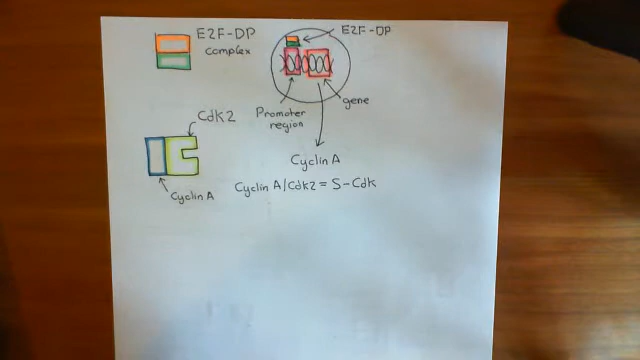 E2F-DP
complex
E2F-DP
Promoter
region
gene
Cdk2
Cyclin A
Cyclin A
Cyclin A/Cdk2 = S-Cdk